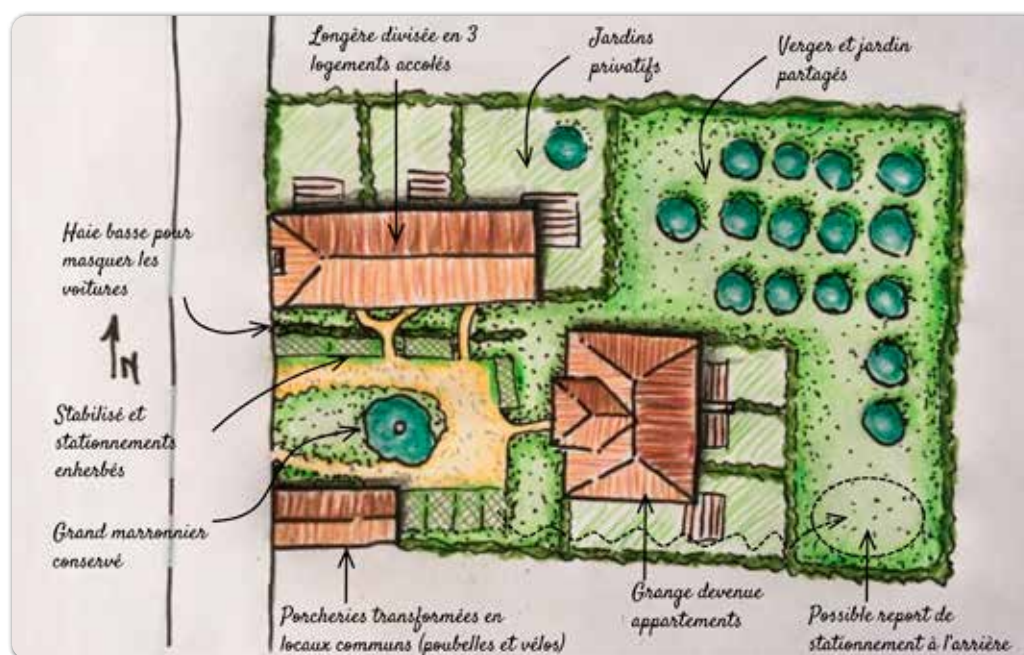 Longère divisée en 3
logements accolés
Jardins
privatifs
Verger et jardin
partagés
Haie basse pour
masquer les
voitures
N
Stabilisé et
stationnements
enherbés
Grand marronnier
conservé
Porcheries transformées en
locaux communs (poubelles et vélos)
Grange devenue
appartements
Possible report de
stationnement à l'arrière